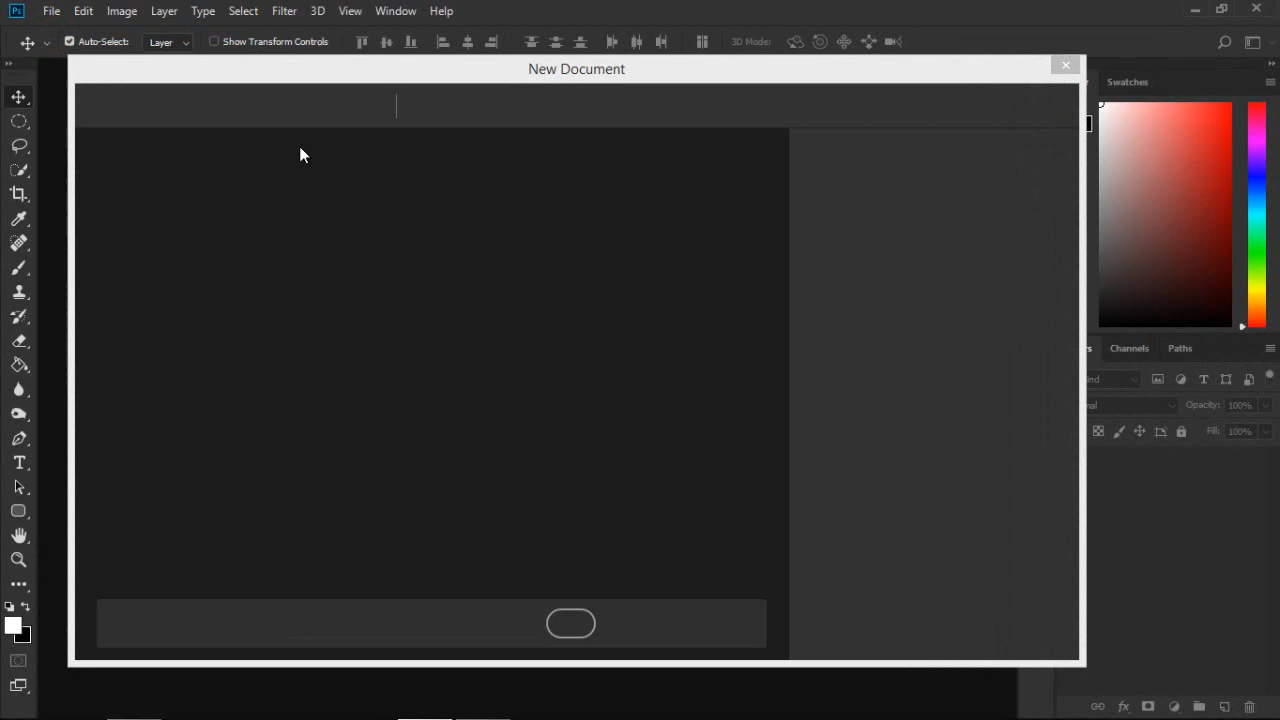 Ps File Edit Image Layer Type Select Filter 3D View Window Help
Auto-Select: Layer Show Transform Controls 3D Mode:
New Document
Swatches
Channels Paths
Opacity: 100%
Fill: 100%
T
fx